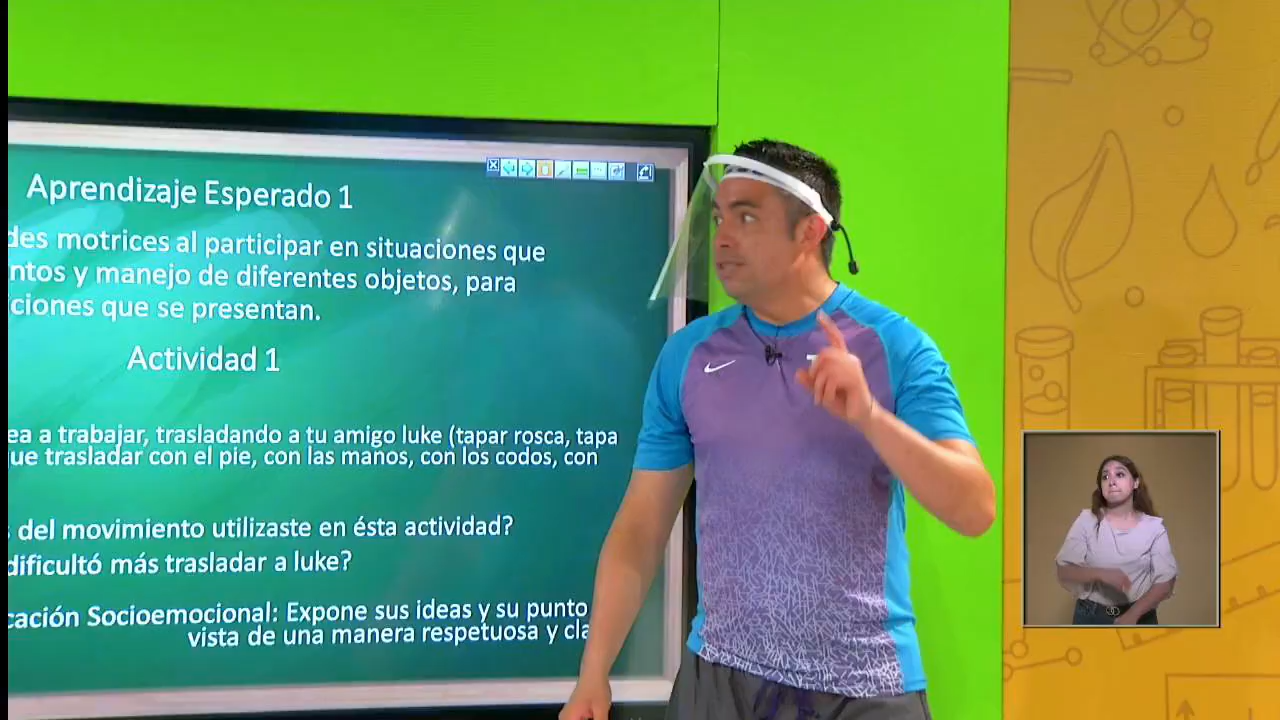 Aprendizaje Esperado 1
des motrices al participar en situaciones que
ntos y manejo de diferentes objetos, para
ciones que se presentan.
Actividad 1
ea a trabajar, trasladando a tu amigo luke (tapar rosca, tapa
ue trasladar con el pie, con las manos, con los codos, con
s del movimiento utilizaste en ésta actividad?
dificultó más trasladar a luke?
cación Socioemocional: Expone sus ideas y su punto
vista de una manera respetuosa y cla